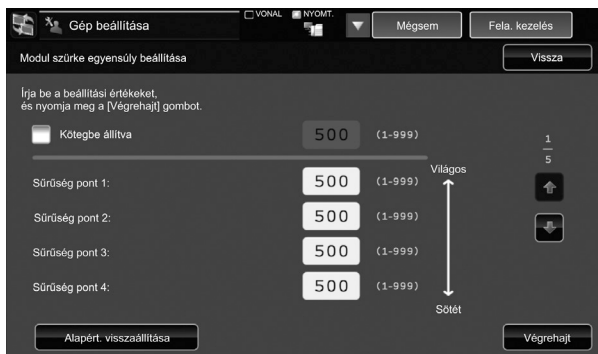 Gép beállítása
VONAL
NYOMT.
Mégsem
Fela. kezelés
Modul szürke egyensúly beállítása
Vissza
Írja be a beállítási értékeket,
és nyomja meg a [Végrehajt] gombot.
Kötegbe állítva
500
(1-999)
1
5
Világos
Sűrűség pont 1:
500
(1-999)
Sűrűség pont 2:
500
(1-999)
Sűrűség pont 3:
500
(1-999)
Sűrűség pont 4:
500
(1-999)
Sötét
Alapért. visszaállítása
Végrehajt